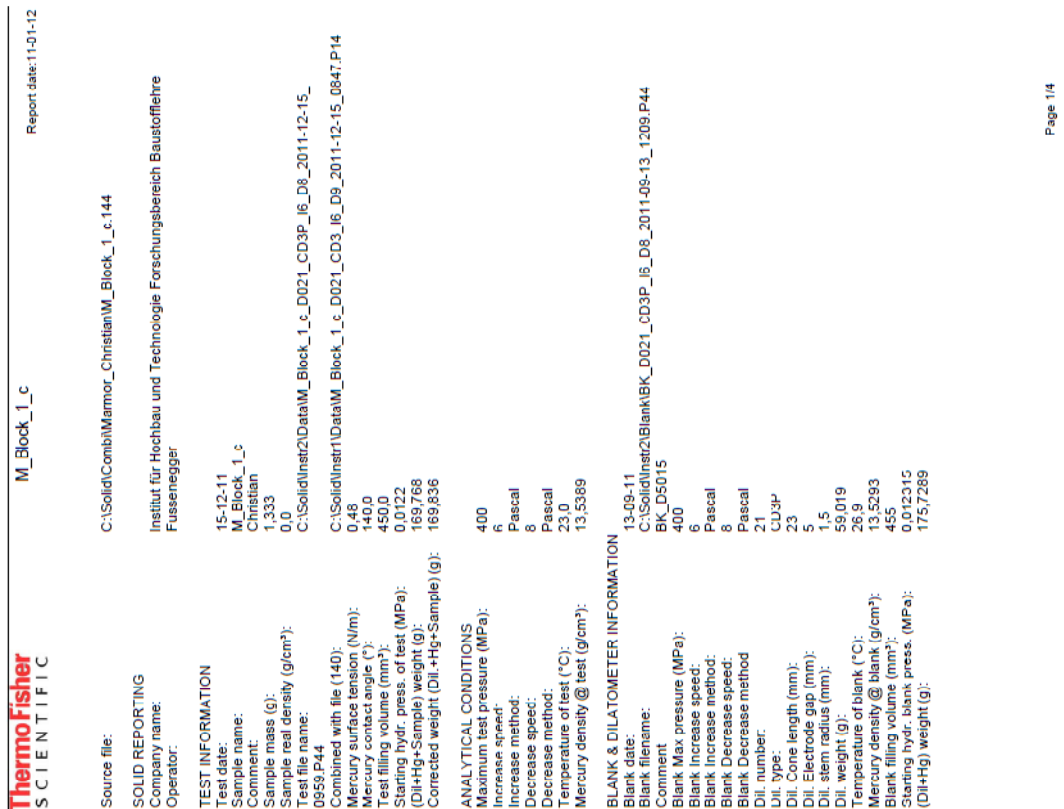 ThermoFisher
SCIENTIFIC
M_Block_1_c
Report date:11-01-12
Source file: C:\Solid\Combi\Marmor_Christian\M_Block_1_c.144
SOLID REPORTING
Company name: Institut für Hochbau und Technologie Forschungsbereich Baustofflehre
Operator: Fussenegger
TEST INFORMATION
Test date: 15-12-11
Sample name: M_Block_1_c
Comment: Christian
Sample mass (g): 1,333
Sample real density (g/cm³): 0,0
Test file name: C:\Solid\Instr2\Data\M_Block_1_c_D021_CD3P_I6_D8_2011-12-15_
0959.P44
Combined with file (140): C:\Solid\Instr1\Data\M_Block_1_c_D021_CD3_I6_D9_2011-12-15_0847.P14
Mercury surface tension (N/m): 0,48
Mercury contact angle (°): 140,0
Test filling volume (mm³): 450,0
Starting hydr. press. of test (MPa): 0,0122
(Dil+Hg+Sample) weight (g): 169,768
Corrected weight (Dil.+Hg+Sample) (g): 169,836
ANALYTICAL CONDITIONS
Maximum test pressure (MPa): 400
Increase speed: 6
Increase method: Pascal
Decrease speed: 8
Decrease method: Pascal
Temperature of test (°C): 23,0
Mercury density @ test (g/cm³): 13,5389
BLANK & DILATOMETER INFORMATION
Blank date: 13-09-11
Blank filename: C:\Solid\Instr2\Blank\BK_D021_CD3P_I6_D8_2011-09-13_1209.P44
Comment BK_D5015
Blank Max pressure (MPa): 400
Blank Increase speed: 6
Blank Increase method: Pascal
Blank Decrease speed: 8
Blank Decrease method Pascal
Dil. number: 21
Dil. type: CD3P
Dil. Cone length (mm): 23
Dil. Electrode gap (mm): 5
Dil. stem radius (mm): 1,5
Dil. weight (g): 59,019
Temperature of blank (°C): 26,9
Mercury density @ blank (g/cm³): 13,5293
Blank filling volume (mm³): 455
Starting hydr. blank press. (MPa): 0,012315
(Dil+Hg) weight (g): 175,7289
Page 1/4